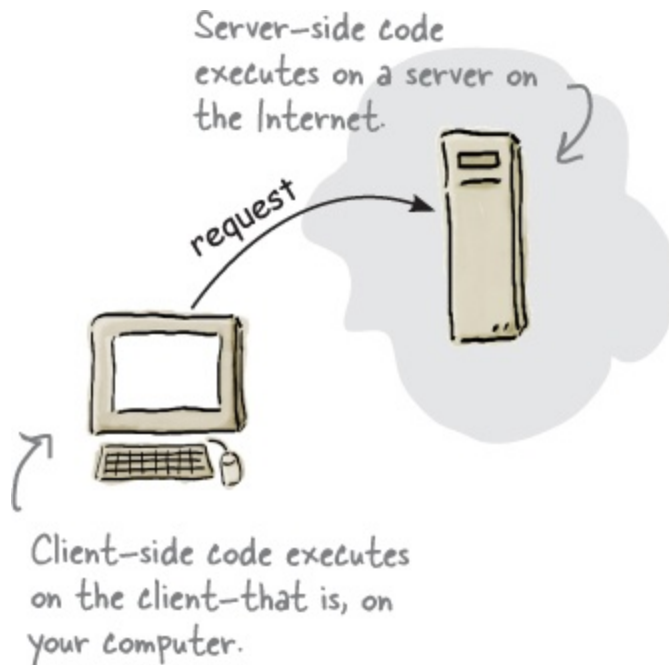 Server-side code
executes on a server on
the Internet.
request
Client-side code executes
on the client-that is, on
your computer.